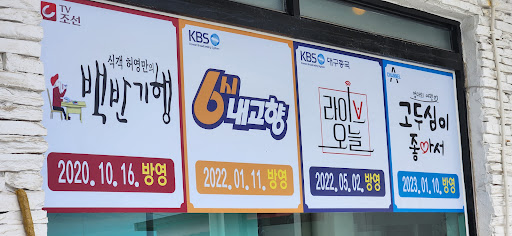 TV
조선
식객 허영만의
백반기행
2020.10.16. 방영
KBS
6시
내고향
2022.01.11. 방영
KBS 대구방송국
라이브
오늘
2022.05.02. 방영
고두심이
좋아서
2023.01.10. 방영